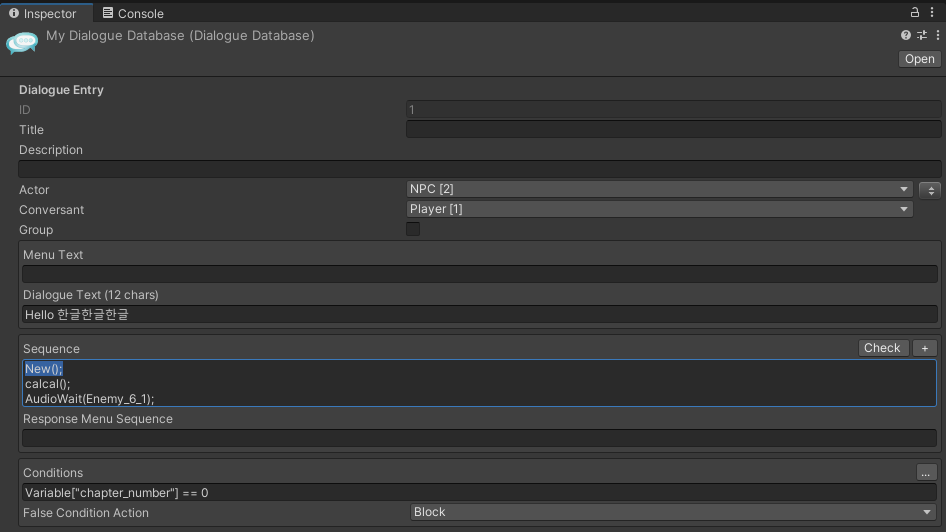 Inspector Console
My Dialogue Database (Dialogue Database)
Open
Dialogue Entry
ID 1
Title
Description
Actor NPC [2]
Conversant Player [1]
Group
Menu Text
Dialogue Text (12 chars)
Hello 한글한글한글
Sequence Check +
New();
calcal();
AudioWait(Enemy_6_1);
Response Menu Sequence
Conditions ...
Variable["chapter_number"] == 0
False Condition Action Block